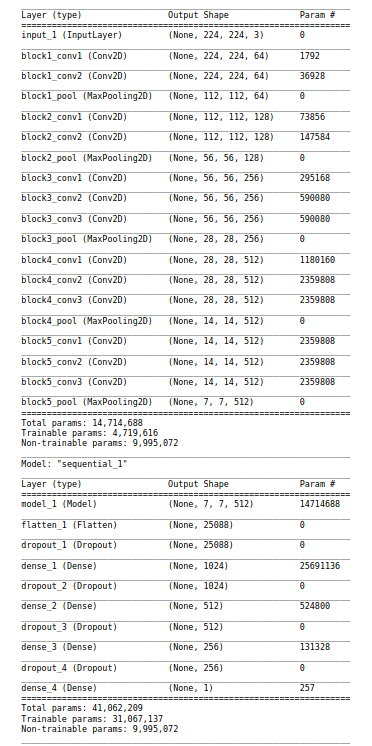 Layer (type) Output Shape Param #
input_1 (InputLayer) (None, 224, 224, 3) 0
block1_conv1 (Conv2D) (None, 224, 224, 64) 1792
block1_conv2 (Conv2D) (None, 224, 224, 64) 36928
block1_pool (MaxPooling2D) (None, 112, 112, 64) 0
block2_conv1 (Conv2D) (None, 112, 112, 128) 73856
block2_conv2 (Conv2D) (None, 112, 112, 128) 147584
block2_pool (MaxPooling2D) (None, 56, 56, 128) 0
block3_conv1 (Conv2D) (None, 56, 56, 256) 295168
block3_conv2 (Conv2D) (None, 56, 56, 256) 590080
block3_conv3 (Conv2D) (None, 56, 56, 256) 590080
block3_pool (MaxPooling2D) (None, 28, 28, 256) 0
block4_conv1 (Conv2D) (None, 28, 28, 512) 1180160
block4_conv2 (Conv2D) (None, 28, 28, 512) 2359808
block4_conv3 (Conv2D) (None, 28, 28, 512) 2359808
block4_pool (MaxPooling2D) (None, 14, 14, 512) 0
block5_conv1 (Conv2D) (None, 14, 14, 512) 2359808
block5_conv2 (Conv2D) (None, 14, 14, 512) 2359808
block5_conv3 (Conv2D) (None, 14, 14, 512) 2359808
block5_pool (MaxPooling2D) (None, 7, 7, 512) 0
Total params: 14,714,688
Trainable params: 4,719,616
Non-trainable params: 9,995,072
Model: "sequential_1"
Layer (type) Output Shape Param #
model_1 (Model) (None, 7, 7, 512) 14714688
flatten_1 (Flatten) (None, 25088) 0
dropout_1 (Dropout) (None, 25088) 0
dense_1 (Dense) (None, 1024) 25691136
dropout_2 (Dropout) (None, 1024) 0
dense_2 (Dense) (None, 512) 524800
dropout_3 (Dropout) (None, 512) 0
dense_3 (Dense) (None, 256) 131328
dropout_4 (Dropout) (None, 256) 0
dense_4 (Dense) (None, 1) 257
Total params: 41,062,209
Trainable params: 31,067,137
Non-trainable params: 9,995,072